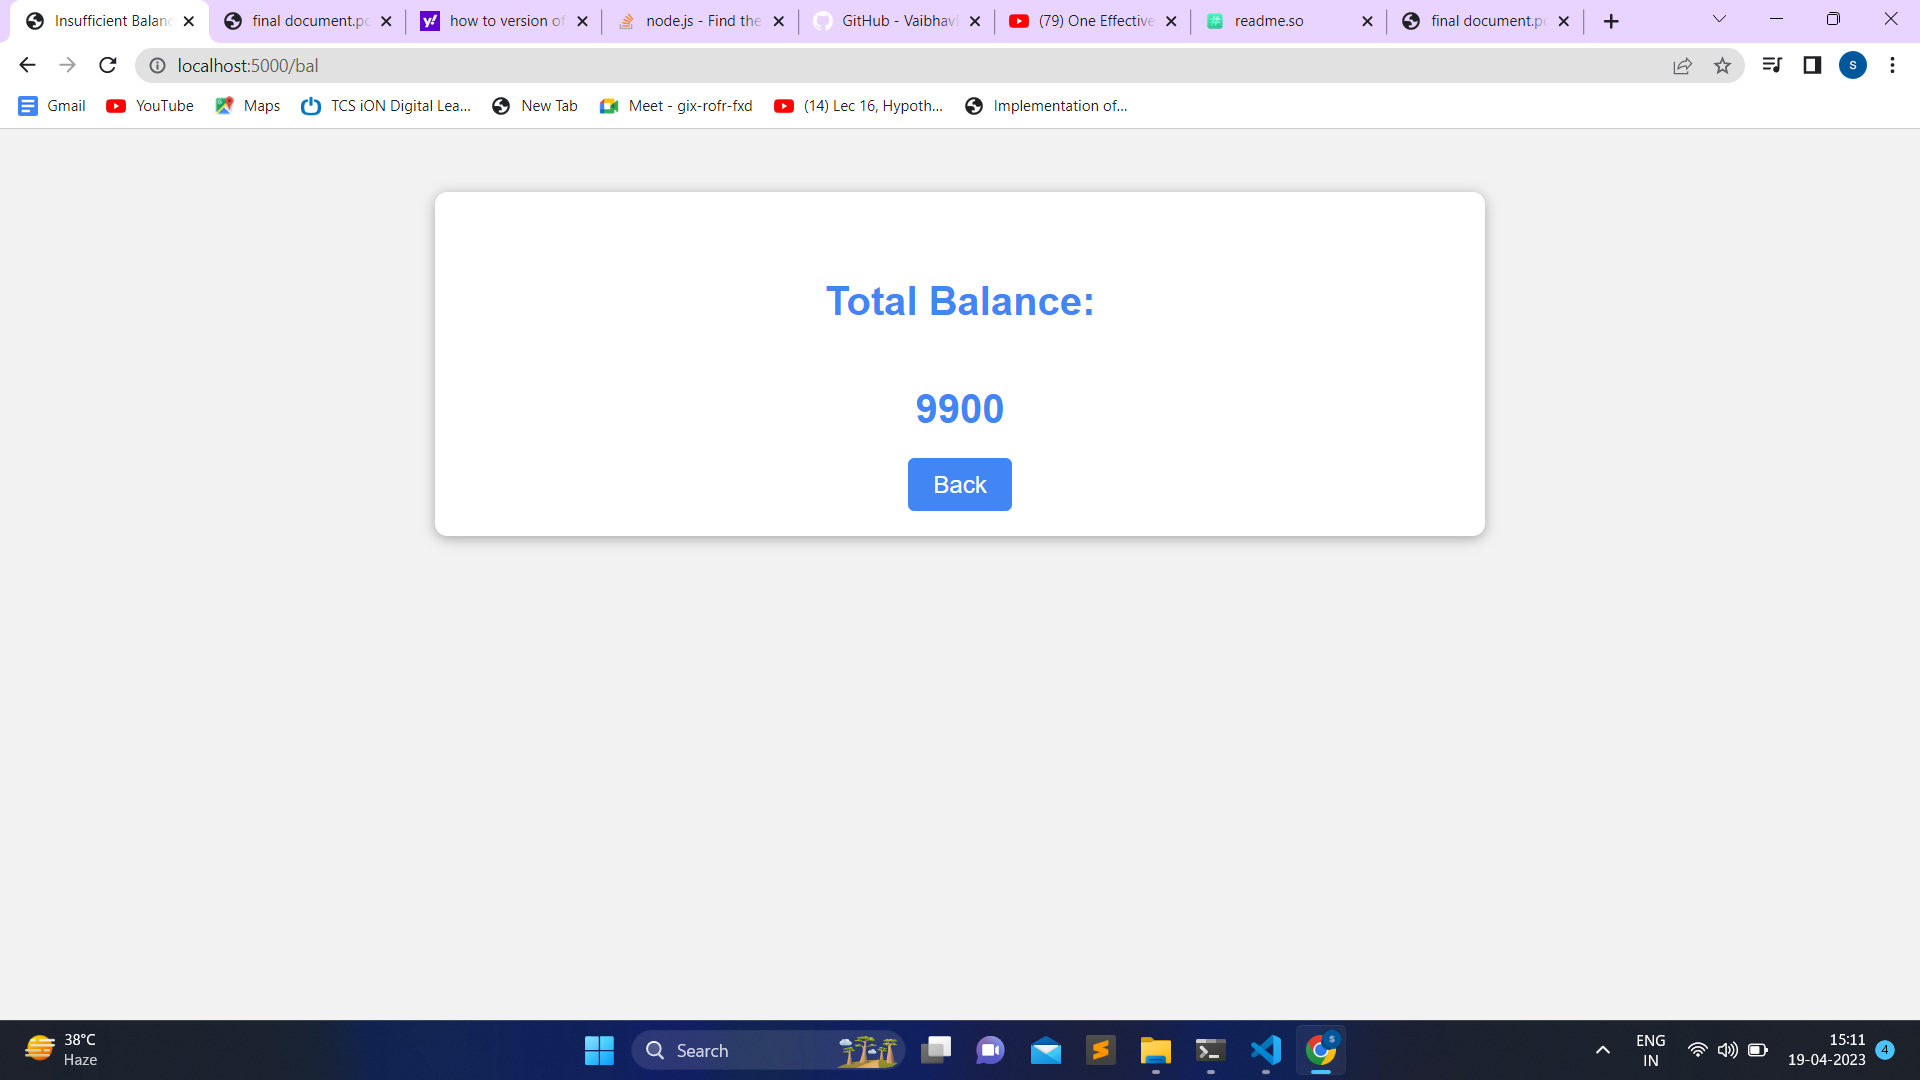 Insufficient Balanc
final document.pd
how to version of
node.js - Find the
GitHub - Vaibhavi
(79) One Effective
readme.so
final document.pd
localhost:5000/bal
S
Gmail
YouTube
Maps
TCS iON Digital Lea...
New Tab
Meet - gix-rofr-fxd
(14) Lec 16, Hypoth...
Implementation of...
Total Balance:
9900
Back
38°C
Haze
Search
ENG
IN
15:11
19-04-2023
4